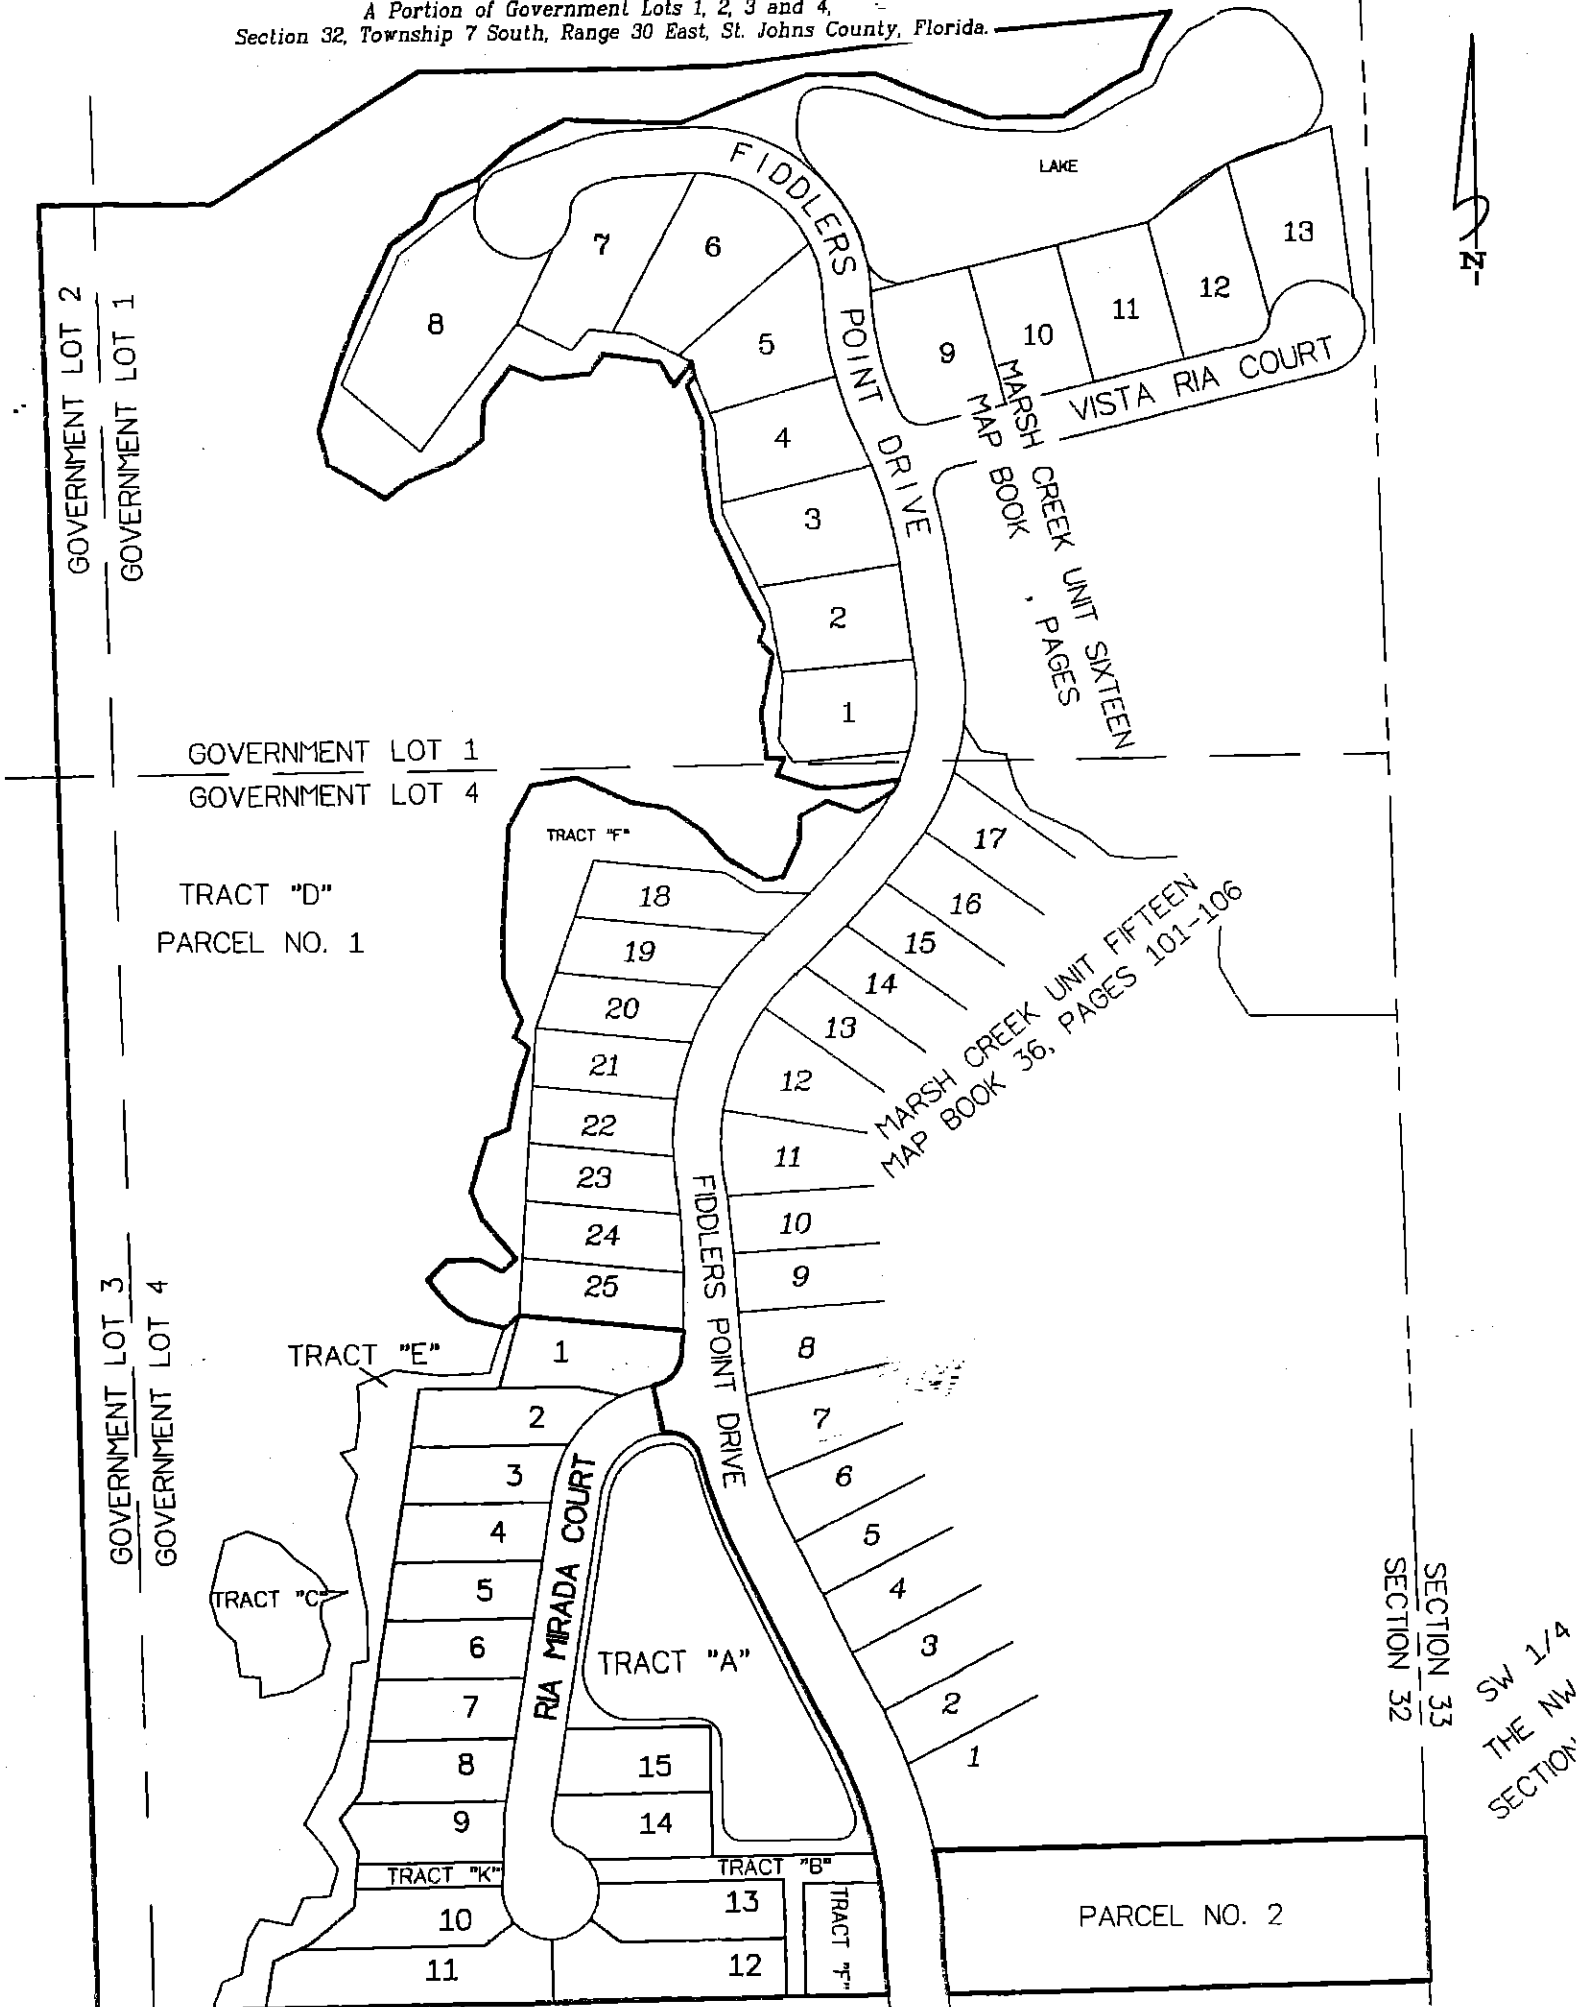 A Portion of Government Lots 1, 2, 3 and 4,
Section 32, Township 7 South, Range 30 East, St. Johns County, Florida.
N
FIDDLERS POINT DRIVE
LAKE
7
6
8
5
4
3
2
1
9
10
11
12
13
VISTA RIA COURT
MARSH CREEK UNIT SIXTEEN
MAP BOOK , PAGES
GOVERNMENT LOT 2
GOVERNMENT LOT 1
GOVERNMENT LOT 1
GOVERNMENT LOT 4
TRACT "D"
PARCEL NO. 1
TRACT "F"
18
19
20
21
22
23
24
25
17
16
15
14
13
12
11
10
9
8
7
6
5
4
3
2
1
MARSH CREEK UNIT FIFTEEN
MAP BOOK 36, PAGES 101-106
FIDDLERS POINT DRIVE
GOVERNMENT LOT 3
GOVERNMENT LOT 4
TRACT "E"
1
2
3
4
5
6
7
8
9
TRACT "C"
RIA MIRADA COURT
TRACT "A"
15
14
TRACT "K"
TRACT "B"
10
11
13
12
TRACT "F"
PARCEL NO. 2
SECTION 33
SECTION 32
SW 1/4
THE NW
SECTION